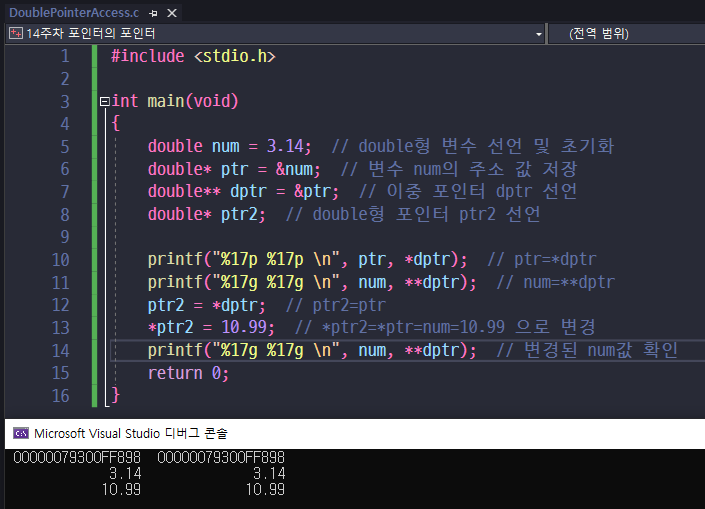 DoublePointerAccess.c
14주차 포인터의 포인터 (전역 범위)
1 #include <stdio.h>
2
3 int main(void)
4 {
5 double num = 3.14; // double형 변수 선언 및 초기화
6 double* ptr = &num; // 변수 num의 주소 값 저장
7 double** dptr = &ptr; // 이중 포인터 dptr 선언
8 double* ptr2; // double형 포인터 ptr2 선언
9
10 printf("%17p %17p \n", ptr, *dptr); // ptr=*dptr
11 printf("%17g %17g \n", num, **dptr); // num=**dptr
12 ptr2 = *dptr; // ptr2=ptr
13 *ptr2 = 10.99; // *ptr2=*ptr=num=10.99 으로 변경
14 printf("%17g %17g \n", num, **dptr); // 변경된 num값 확인
15 return 0;
16 }
Microsoft Visual Studio 디버그 콘솔
00000079300FF898 00000079300FF898
3.14 3.14
10.99 10.99